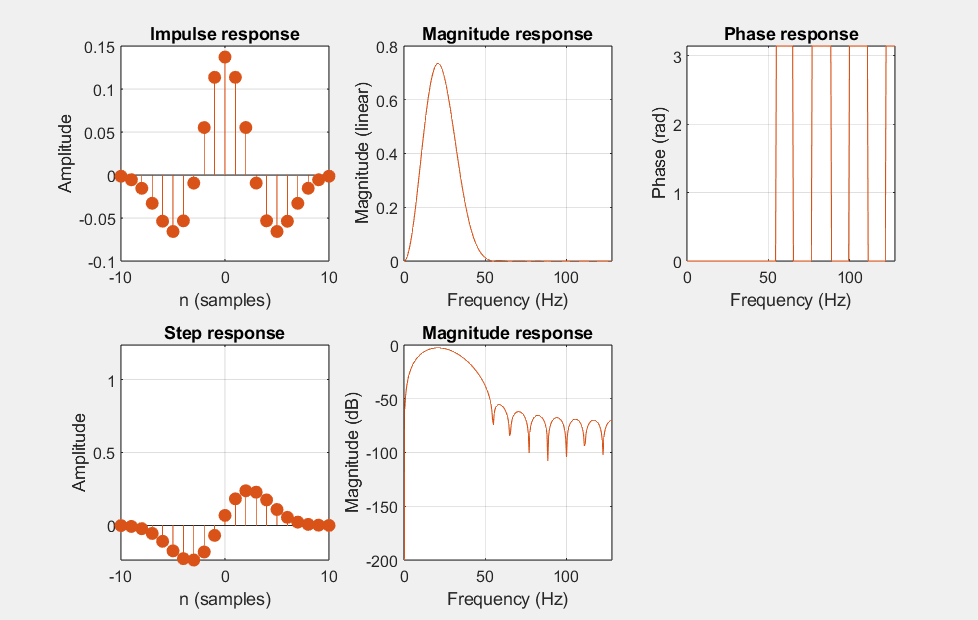 Impulse response
0.15
0.1
0.05
0
-0.05
-0.1
Amplitude
-10 0 10
n (samples)
Magnitude response
0.8
0.6
0.4
0.2
0
Magnitude (linear)
0 50 100
Frequency (Hz)
Phase response
3
2
1
0
Phase (rad)
0 50 100
Frequency (Hz)
Step response
1
0.5
0
Amplitude
-10 0 10
n (samples)
Magnitude response
0
-50
-100
-150
-200
Magnitude (dB)
0 50 100
Frequency (Hz)